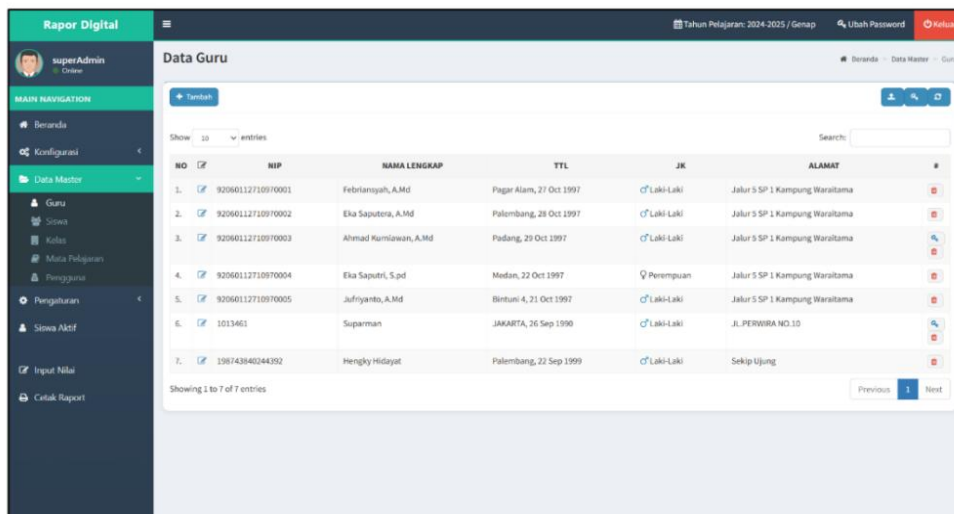 Rapor Digital
Tahun Pelajaran: 2024-2025 / Genap Ubah Password Kelua
superAdmin
Online
Data Guru
Beranda > Data Master > Gur
MAIN NAVIGATION
Beranda
Konfigurasi
Data Master
Guru
Siswa
Kelas
Mata Pelajaran
Pengguna
Pengaturan
Siswa Aktif
Input Nilai
Cetak Raport
Tambah
Show 10 entries Search:
NO NIP NAMA LENGKAP TTL JK ALAMAT #
1. 92060112710970001 Febriansyah, A.Md Pagar Alam, 27 Oct 1997 Laki-Laki Jalur 5 SP 1 Kampung Waraitama
2. 92060112710970002 Eka Saputera, A.Md Palembang, 28 Oct 1997 Laki-Laki Jalur 5 SP 1 Kampung Waraitama
3. 92060112710970003 Ahmad Kurniawan, A.Md Padang, 29 Oct 1997 Laki-Laki Jalur 5 SP 1 Kampung Waraitama
4. 92060112710970004 Eka Saputri, S.pd Medan, 22 Oct 1997 Perempuan Jalur 5 SP 1 Kampung Waraitama
5. 92060112710970005 Jufriyanto, A.Md Bintuni 4, 21 Oct 1997 Laki-Laki Jalur 5 SP 1 Kampung Waraitama
6. 1013461 Suparman JAKARTA, 26 Sep 1990 Laki-Laki JL.PERWIRA NO.10
7. 198743840244392 Hengky Hidayat Palembang, 22 Sep 1999 Laki-Laki Sekip Ujung
Showing 1 to 7 of 7 entries
Previous 1 Next